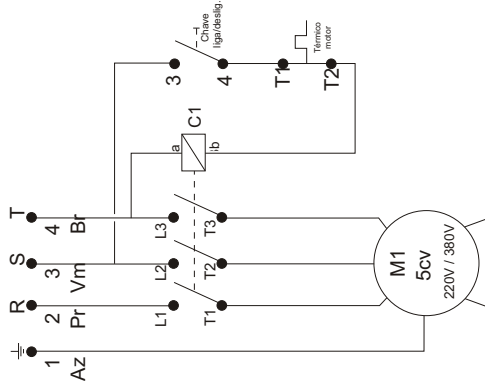 R
S
T
1
2
3
4
Az
Pr
Vm
Br
a
b
C1
3
Chave
liga/deslig.
4
T1
Térmico
motor
T2
L1
L2
L3
T1
T2
T3
M1
5cv
220V / 380V